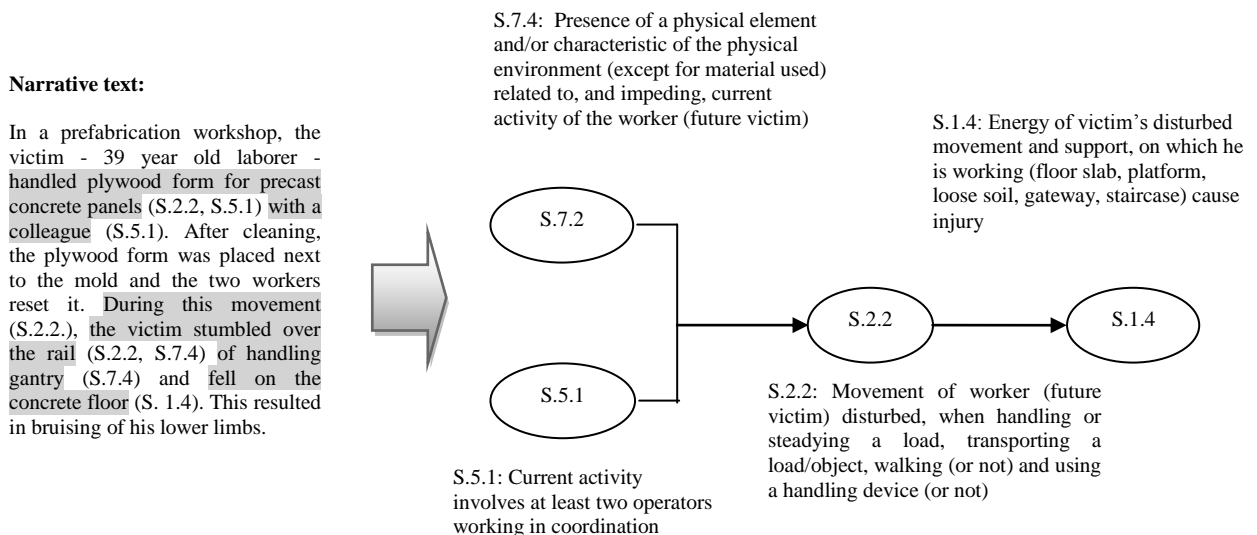 S.7.4:  Presence of a physical element
and/or characteristic of the physical
environment (except for material used)
related to, and impeding, current
activity of the worker (future victim)
Narrative text:
In a prefabrication workshop, the
victim - 39 year old laborer -
handled plywood form for precast
concrete panels (S.2.2, S.5.1) with a
colleague (S.5.1). After cleaning,
the plywood form was placed next
to the mold and the two workers
reset it. During this movement
(S.2.2.), the victim stumbled over
the rail (S.2.2, S.7.4) of handling
gantry (S.7.4) and fell on the
concrete floor (S. 1.4). This resulted
in bruising of his lower limbs.
S.1.4: Energy of victim’s disturbed
movement and support, on which he
is working (floor slab, platform,
loose soil, gateway, staircase) cause
injury
S.7.2
S.5.1
S.2.2
S.1.4
S.5.1: Current activity
involves at least two operators
working in coordination
S.2.2: Movement of worker (future
victim) disturbed, when handling or
steadying a load, transporting a
load/object, walking (or not) and using
a handling device (or not)